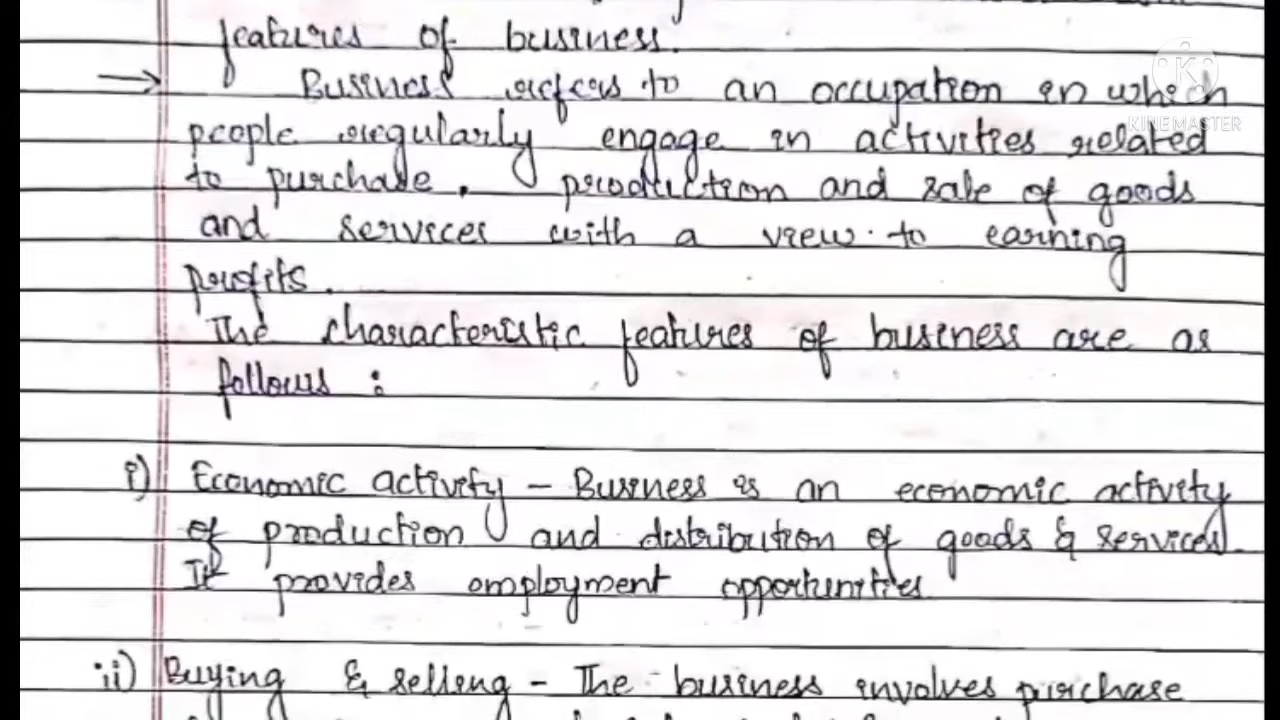 features of business.
→ Business refers to an occupation in which
KINEMASTER
people regularly engage in activities related
to purchase, production and sale of goods
and services with a view to earning
profits.
The characteristic features of business are as
follows :
i) Economic activity – Business is an economic activity
of production and distribution of goods & services.
It provides employment opportunities
ii) Buying & selling – The business involves purchase